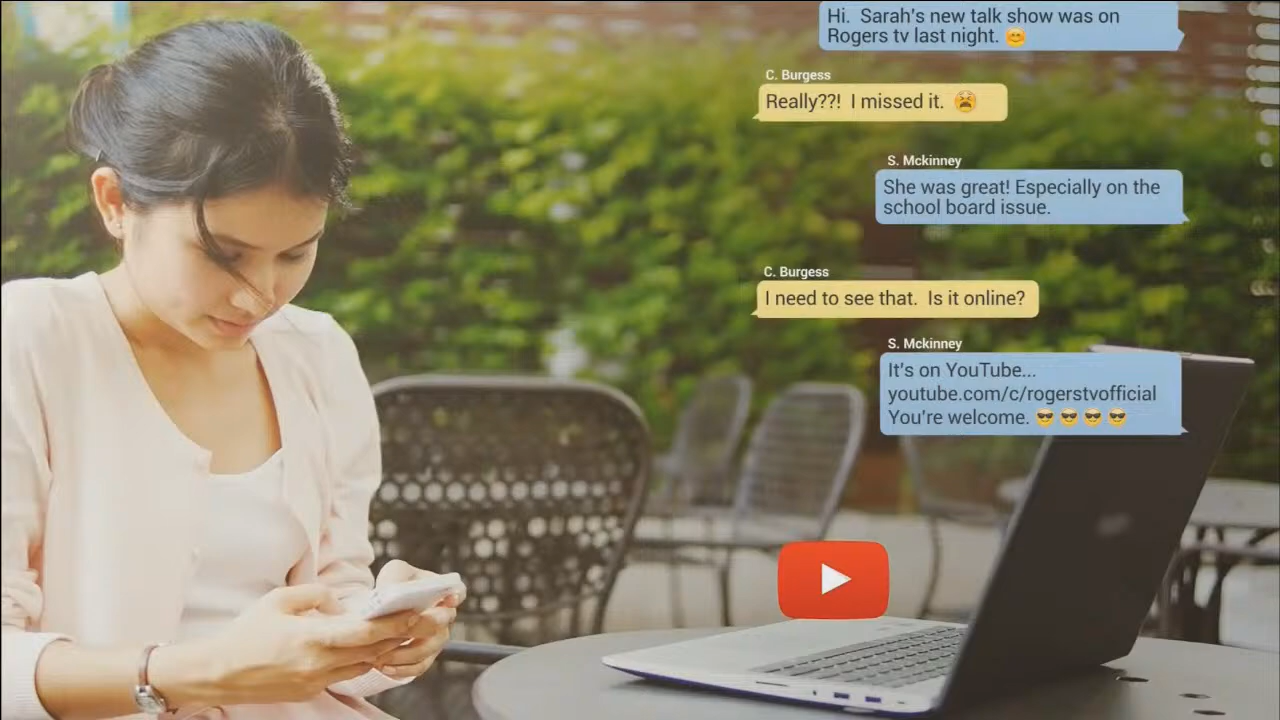 Hi. Sarah's new talk show was on
Rogers tv last night. 😊
C. Burgess
Really??! I missed it. 😫
S. Mckinney
She was great! Especially on the
school board issue.
C. Burgess
I need to see that. Is it online?
S. Mckinney
It's on YouTube...
youtube.com/c/rogerstvofficial
You're welcome. 😎 😎 😎 😎